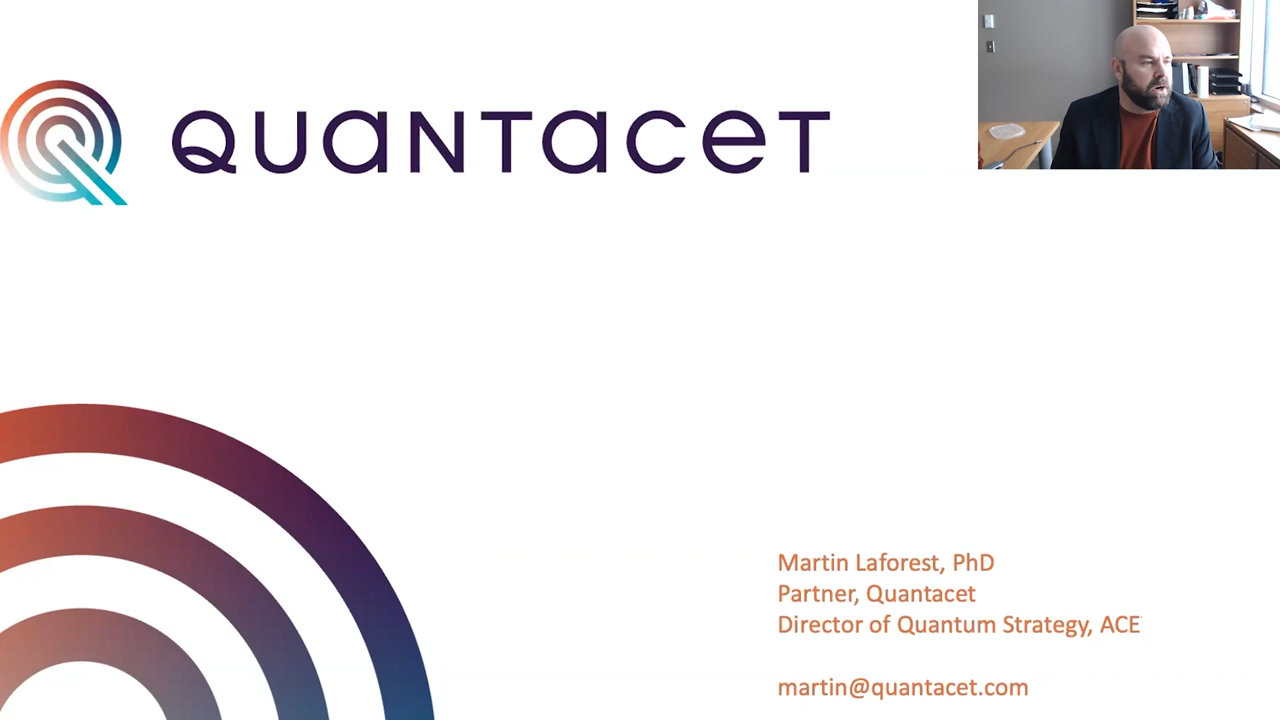 QUANTACET
Martin Laforest, PhD
Partner, Quantacet
Director of Quantum Strategy, ACE
martin@quantacet.com